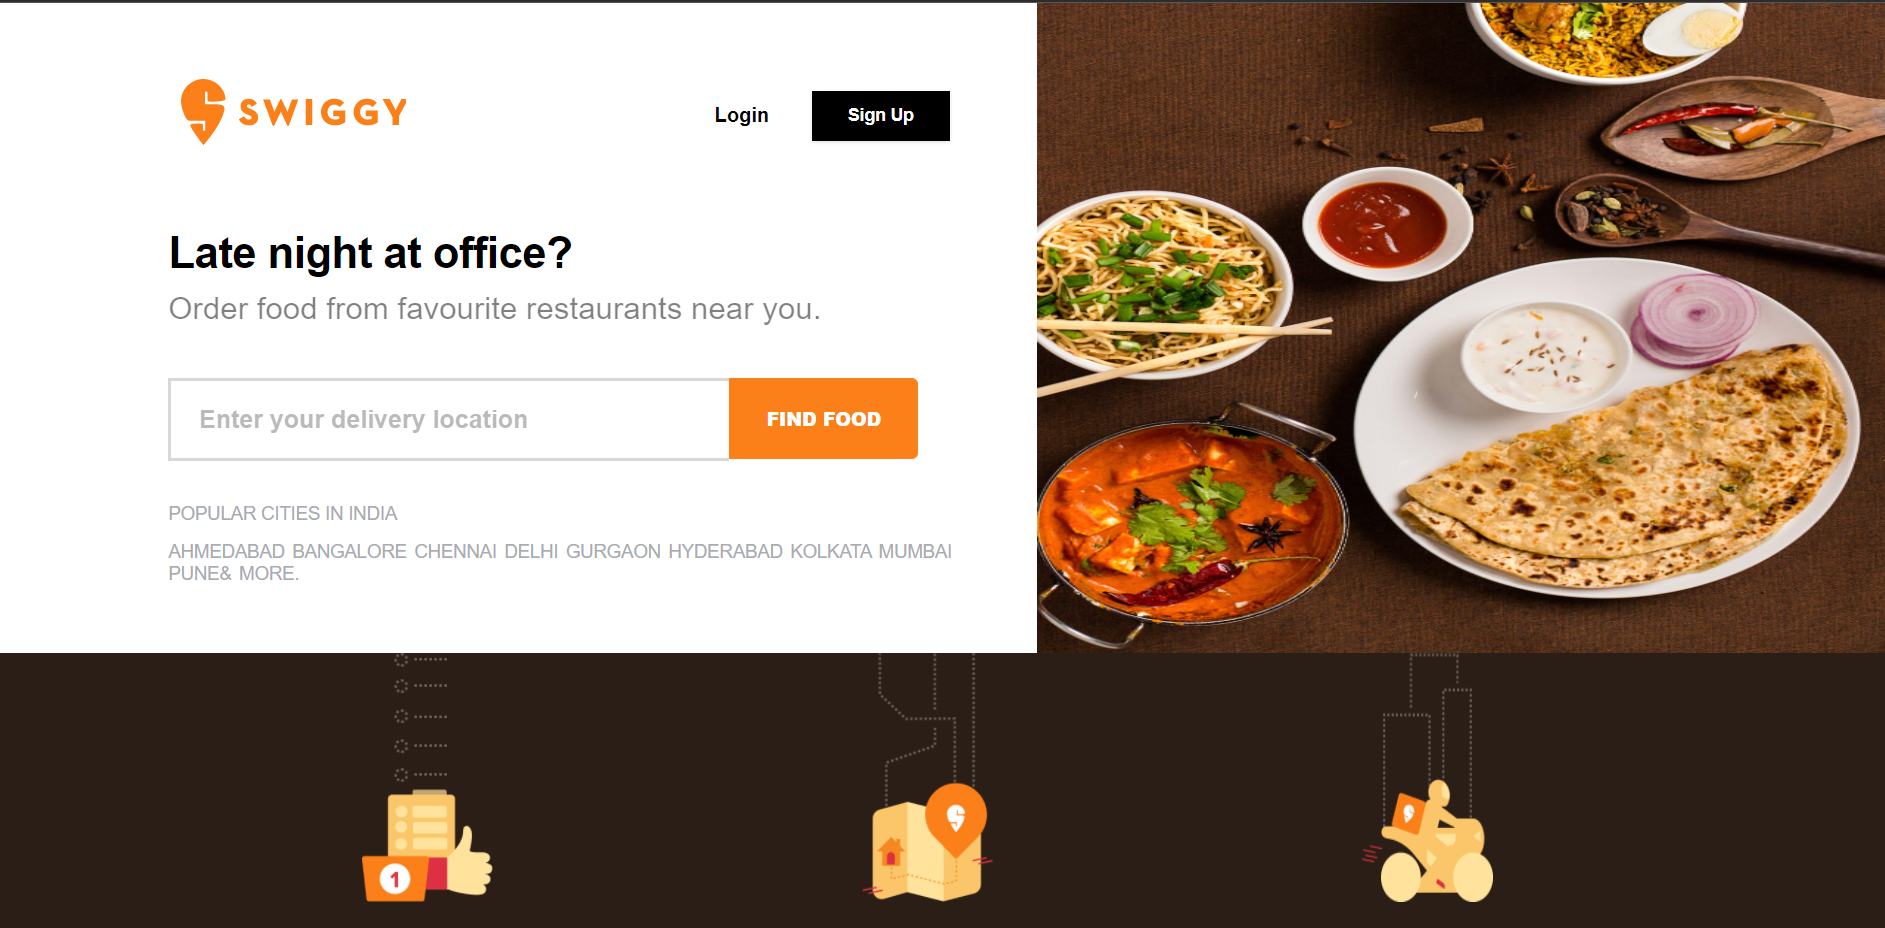 SWIGGY
Login
Sign Up
Late night at office?
Order food from favourite restaurants near you.
Enter your delivery location
FIND FOOD
POPULAR CITIES IN INDIA
AHMEDABAD BANGALORE CHENNAI DELHI GURGAON HYDERABAD KOLKATA MUMBAI
PUNE& MORE.
1